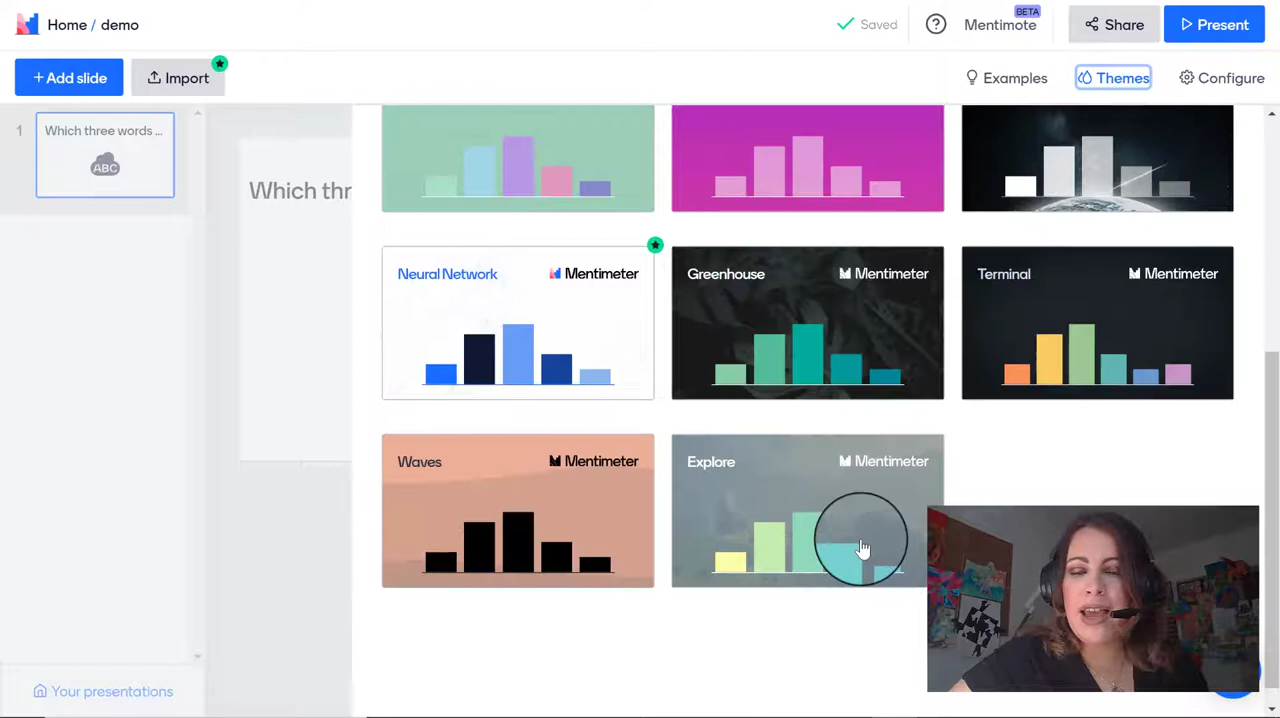 Home / demo
Saved
Mentimote
BETA
Share
Present
+ Add slide
Import
Examples
Themes
Configure
1
Which three words ...
ABC
Which thr
Neural Network
Mentimeter
Greenhouse
Mentimeter
Terminal
Mentimeter
Waves
Mentimeter
Explore
Mentimeter
Your presentations